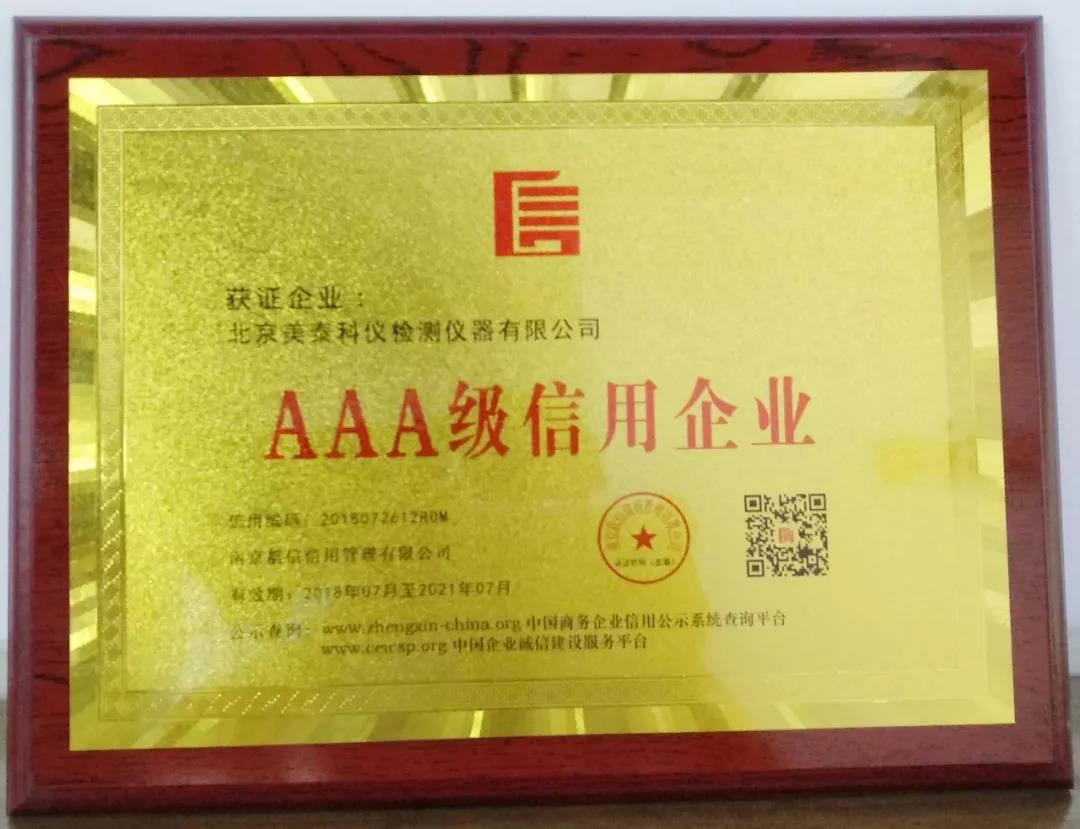 获证企业：
北京美泰科仪检测仪器有限公司
AAA级信用企业
信用编码：2018072612R0M
信用管理有限公司
有效期：2018年07月至2021年07月
公示查询：www.zhengxin-china.org 中国商务企业信用公示系统查询平台
www.ceicsp.org 中国企业诚信建设服务平台